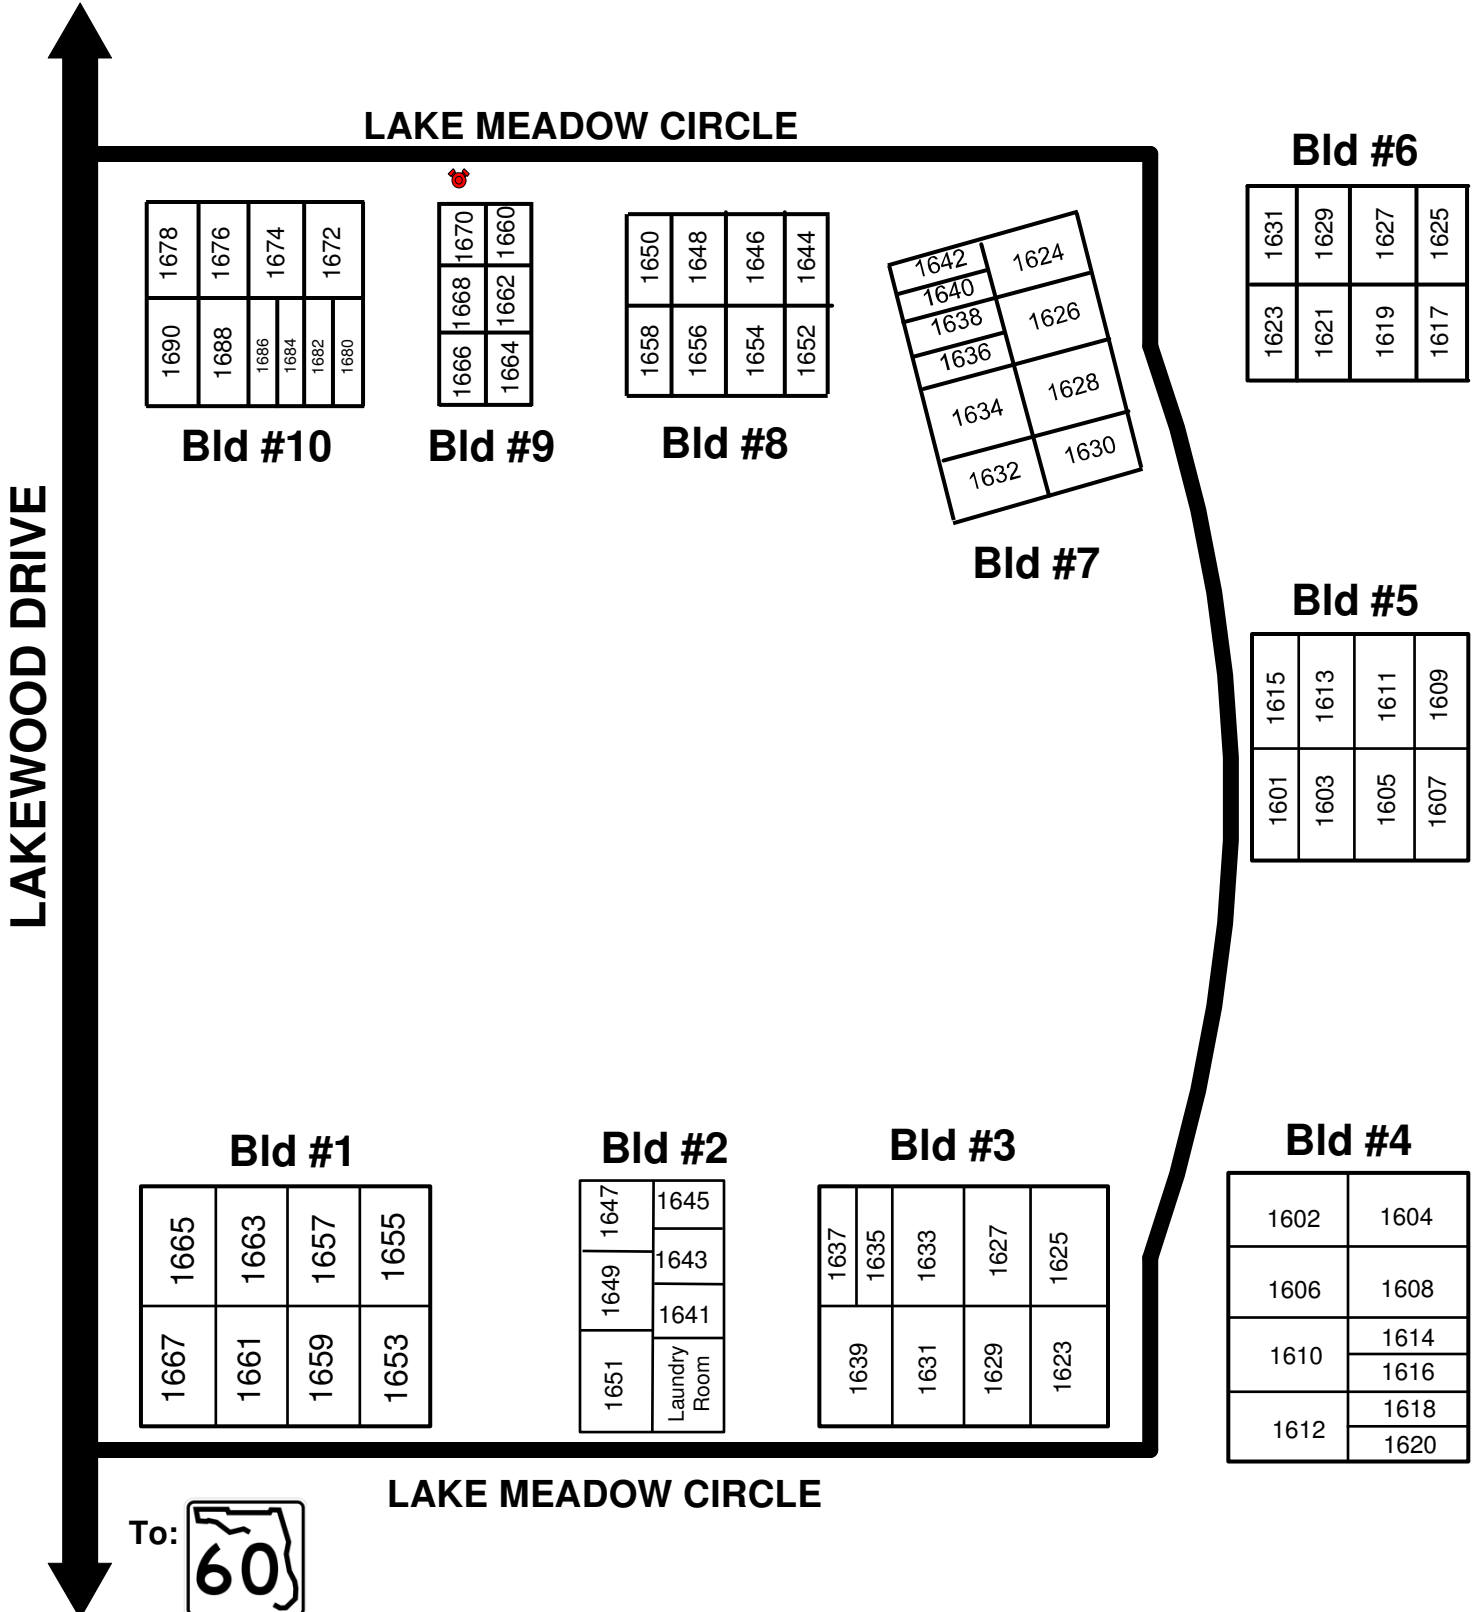 LAKE MEADOW CIRCLE
Bld #6
1631 1629 1627 1625
1623 1621 1619 1617
1678 1676 1674 1672
1690 1688 1686 1684 1682 1680
Bld #10
1670 1660
1668 1662
1666 1664
Bld #9
1650 1648 1646 1644
1658 1656 1654 1652
Bld #8
1642 1624
1640
1638 1626
1636
1634 1628
1632 1630
Bld #7
LAKEWOOD DRIVE
Bld #5
1615 1613 1611 1609
1601 1603 1605 1607
Bld #1
1665 1663 1657 1655
1667 1661 1659 1653
Bld #2
1647 1645
1649 1643
1641
1651 Laundry
Room
Bld #3
1637 1635 1633 1627 1625
1639 1631 1629 1623
Bld #4
1602 1604
1606 1608
1610 1614
1616
1612 1618
1620
LAKE MEADOW CIRCLE
To: 60